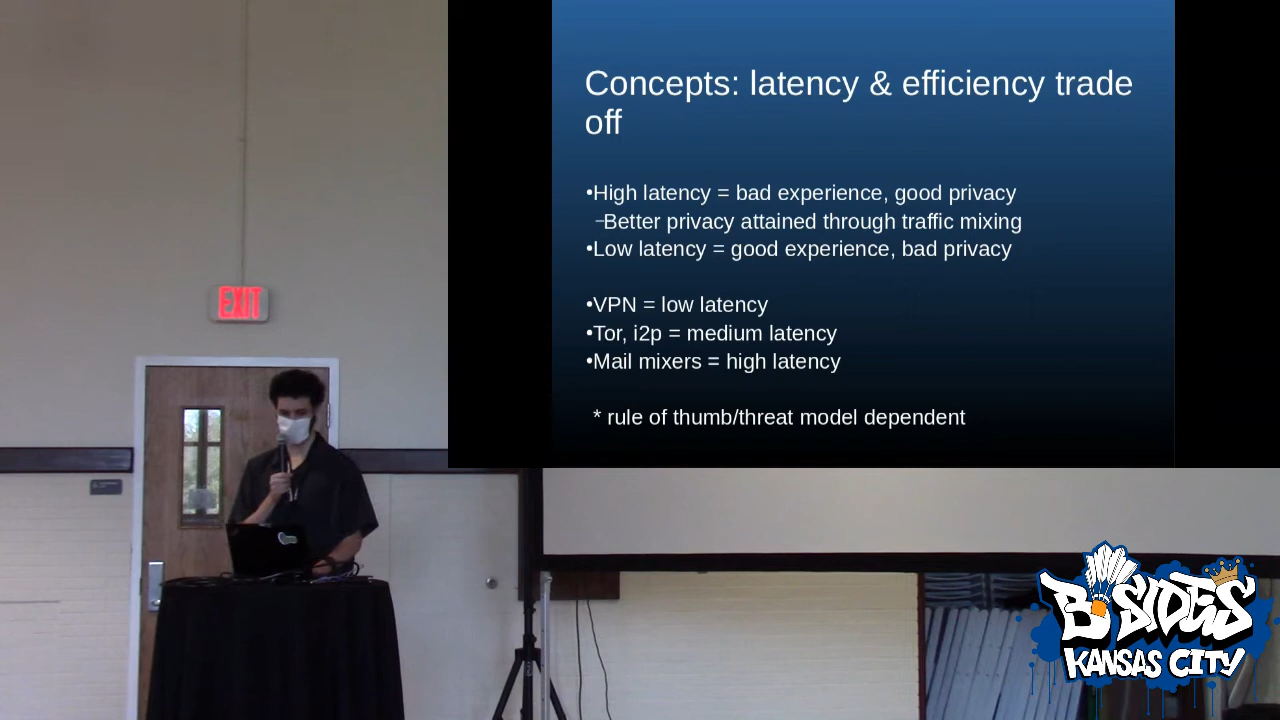 Concepts: latency & efficiency trade
off
•High latency = bad experience, good privacy
–Better privacy attained through traffic mixing
•Low latency = good experience, bad privacy
•VPN = low latency
•Tor, i2p = medium latency
•Mail mixers = high latency
* rule of thumb/threat model dependent
EXIT
BSIDES
KANSAS CITY